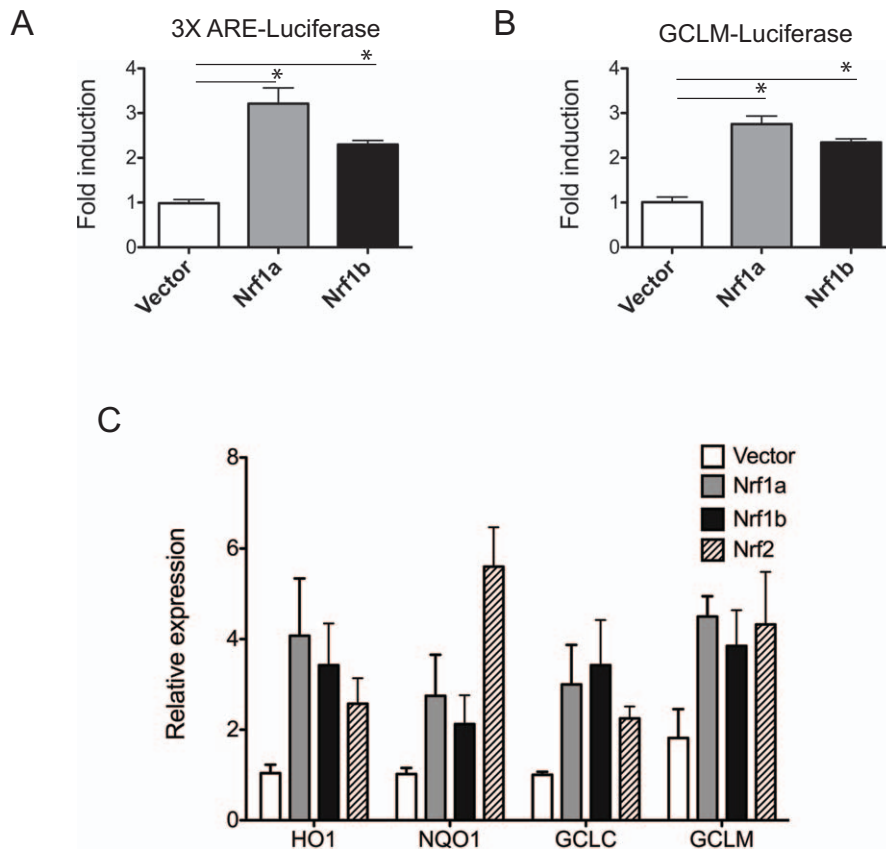 A
3X ARE-Luciferase
*
*
Fold induction
4
3
2
1
0
Vector
Nrf1a
Nrf1b
B
GCLM-Luciferase
*
*
Fold induction
4
3
2
1
0
Vector
Nrf1a
Nrf1b
C
Relative expression
8
6
4
2
0
Vector
Nrf1a
Nrf1b
Nrf2
HO1
NQO1
GCLC
GCLM